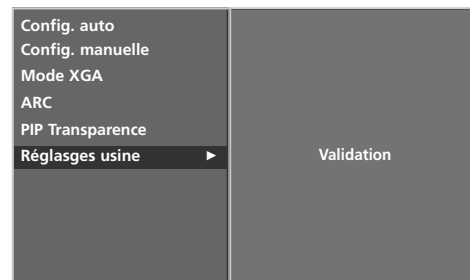 Config. auto
Config. manuelle
Mode XGA
ARC
PIP Transparence
Réglasges usine ►
Validation